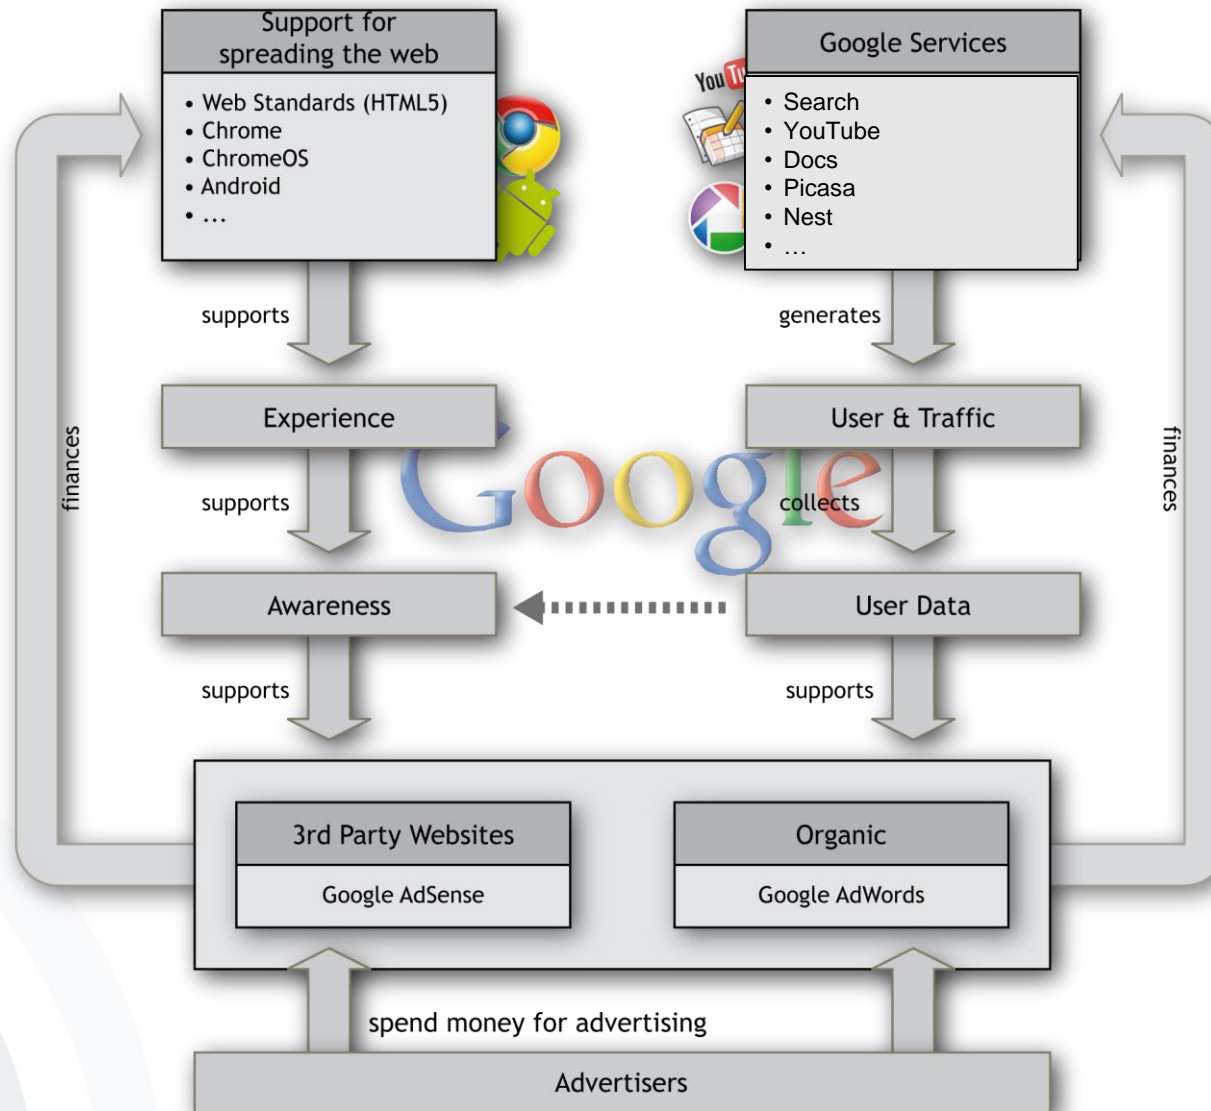 Support for
spreading the web
• Web Standards (HTML5)
• Chrome
• ChromeOS
• Android
• ...
Google Services
You Tu
• Search
• YouTube
• Docs
• Picasa
• Nest
• ...
supports
generates
Experience
User & Traffic
finances
supports
Google
collects
finances
Awareness
User Data
supports
supports
3rd Party Websites
Google AdSense
Organic
Google AdWords
spend money for advertising
Advertisers